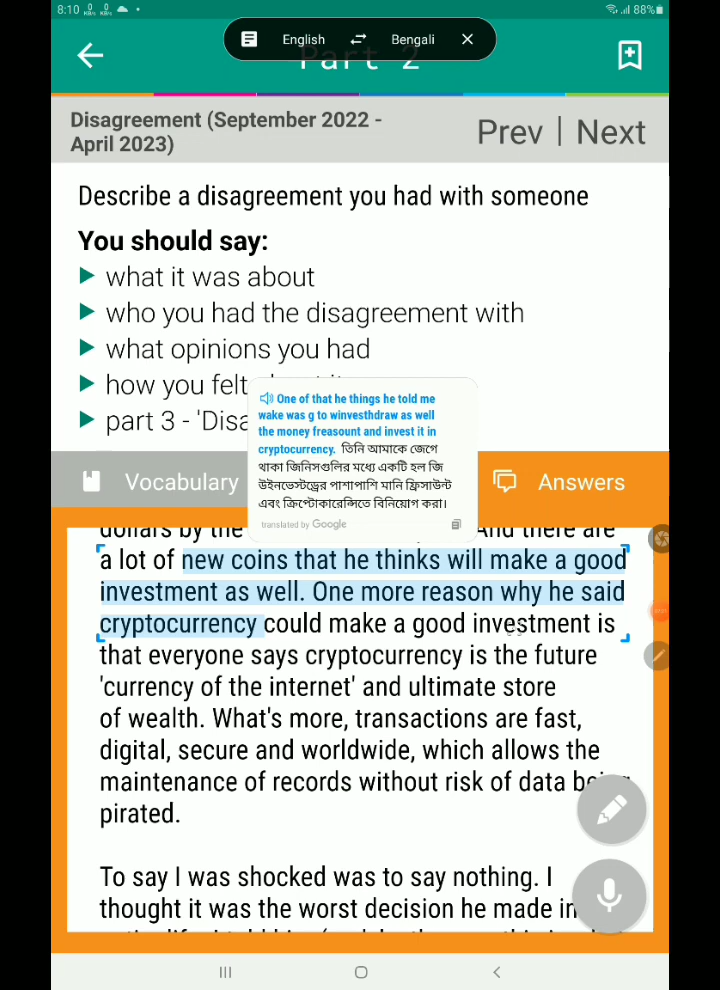 8:10 88%
English Bengali
Part 2
Disagreement (September 2022 -
April 2023)
Prev | Next
Describe a disagreement you had with someone
You should say:
what it was about
who you had the disagreement with
what opinions you had
how you felt
part 3 - 'Disa
One of that he things he told me
wake was g to winvesthdraw as well
the money freasount and invest it in
cryptocurrency. তিনি আমাকে জেগে
থাকা জিনিসগুলির মধ্যে একটি হল জি
উইনভেস্টড্রের পাশাপাশি মানি ফ্রিসাউন্ট
এবং ক্রিপ্টোকারেন্সিতে বিনিয়োগ করা।
translated by Google
Vocabulary
Answers
dollars by the And there are
a lot of new coins that he thinks will make a good
investment as well. One more reason why he said
cryptocurrency could make a good investment is
that everyone says cryptocurrency is the future
'currency of the internet' and ultimate store
of wealth. What's more, transactions are fast,
digital, secure and worldwide, which allows the
maintenance of records without risk of data being
pirated.
To say I was shocked was to say nothing. I
thought it was the worst decision he made in